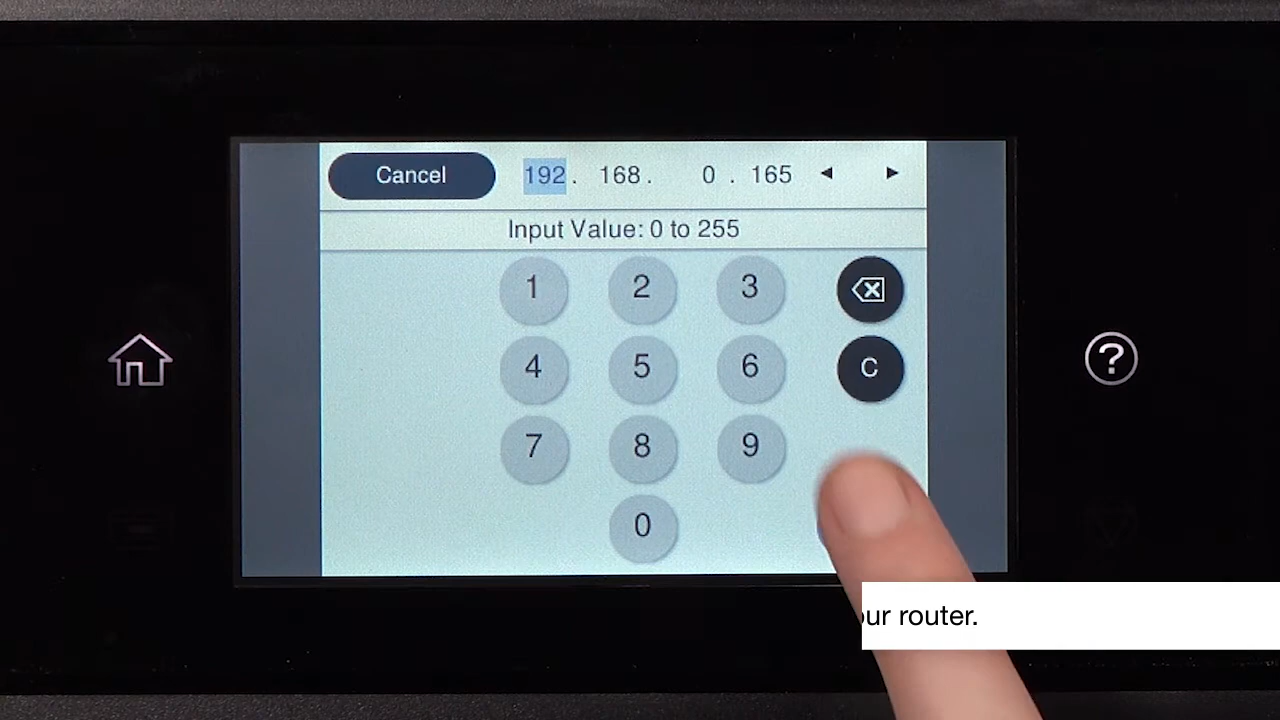 Cancel
192. 168. 0 . 165
Input Value: 0 to 255
1 2 3
4 5 6 C
7 8 9
0
router.